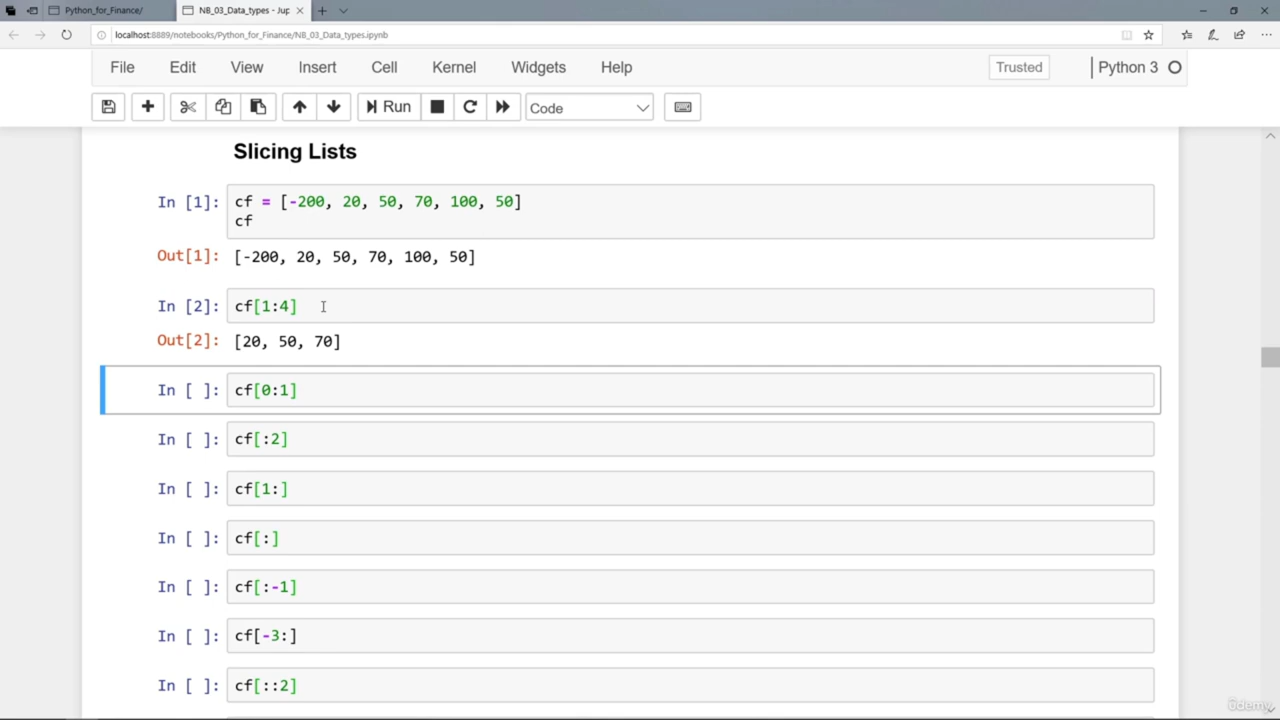 Python_for_Finance/
NB_03_Data_types - Jup
localhost:8889/notebooks/Python_for_Finance/NB_03_Data_types.ipynb
File Edit View Insert Cell Kernel Widgets Help Trusted Python 3
Run Code
Slicing Lists
In [1]: cf = [-200, 20, 50, 70, 100, 50]
cf
Out[1]: [-200, 20, 50, 70, 100, 50]
In [2]: cf[1:4]
Out[2]: [20, 50, 70]
In [ ]: cf[0:1]
In [ ]: cf[:2]
In [ ]: cf[1:]
In [ ]: cf[:]
In [ ]: cf[:-1]
In [ ]: cf[-3:]
In [ ]: cf[::2]
ûdemy